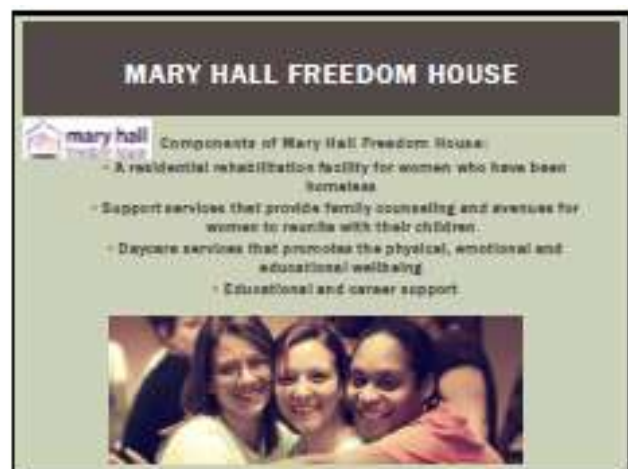 MARY HALL FREEDOM HOUSE
mary hall
Components of Mary Hall Freedom House:
- A residential rehabilitation facility for women who have been
homeless
- Support services that provide family counseling and avenues for
women to reunite with their children
- Daycare services that promotes the physical, emotional and
educational wellbeing
- Educational and career support